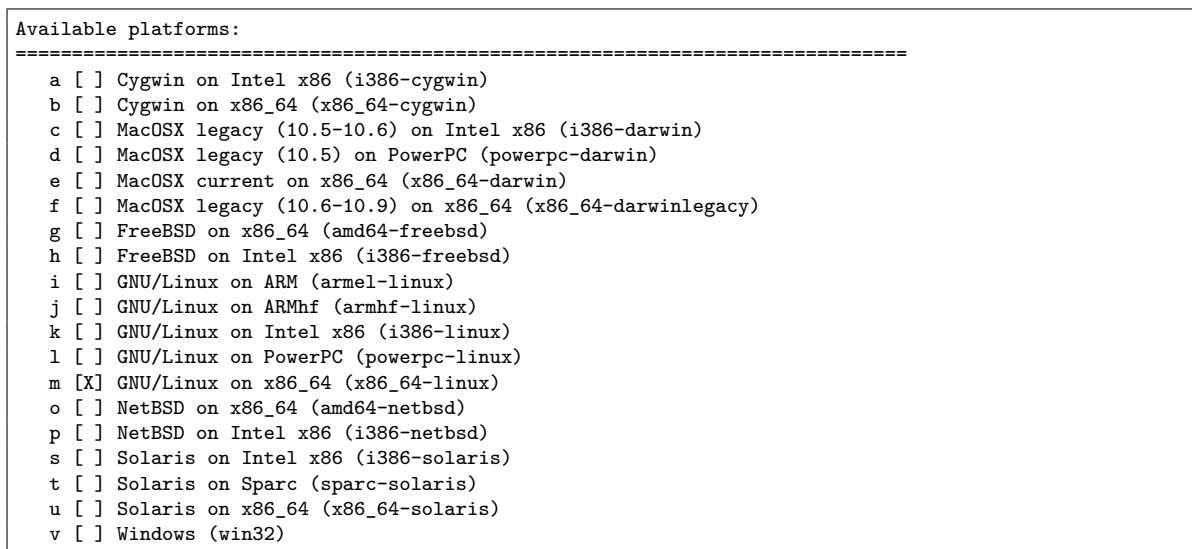 Available platforms:
===============================================================================
   a [ ] Cygwin on Intel x86 (i386-cygwin)
   b [ ] Cygwin on x86_64 (x86_64-cygwin)
   c [ ] MacOSX legacy (10.5-10.6) on Intel x86 (i386-darwin)
   d [ ] MacOSX legacy (10.5) on PowerPC (powerpc-darwin)
   e [ ] MacOSX current on x86_64 (x86_64-darwin)
   f [ ] MacOSX legacy (10.6-10.9) on x86_64 (x86_64-darwinlegacy)
   g [ ] FreeBSD on x86_64 (amd64-freebsd)
   h [ ] FreeBSD on Intel x86 (i386-freebsd)
   i [ ] GNU/Linux on ARM (armel-linux)
   j [ ] GNU/Linux on ARMhf (armhf-linux)
   k [ ] GNU/Linux on Intel x86 (i386-linux)
   l [ ] GNU/Linux on PowerPC (powerpc-linux)
   m [X] GNU/Linux on x86_64 (x86_64-linux)
   o [ ] NetBSD on x86_64 (amd64-netbsd)
   p [ ] NetBSD on Intel x86 (i386-netbsd)
   s [ ] Solaris on Intel x86 (i386-solaris)
   t [ ] Solaris on Sparc (sparc-solaris)
   u [ ] Solaris on x86_64 (x86_64-solaris)
   v [ ] Windows (win32)